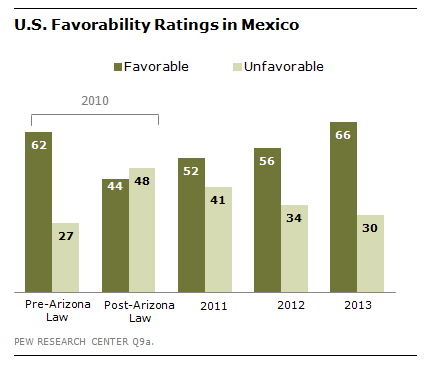 U.S. Favorability Ratings in Mexico
Favorable Unfavorable
2010
62 27 44 48 52 41 56 34 66 30
Pre-Arizona Law Post-Arizona Law 2011 2012 2013
PEW RESEARCH CENTER Q9a.